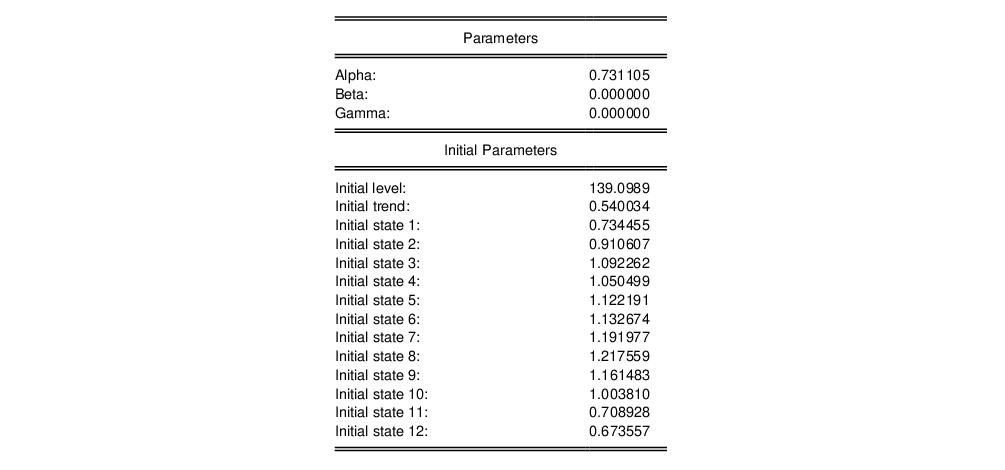 Parameters
Alpha: 0.731105
Beta: 0.000000
Gamma: 0.000000
Initial Parameters
Initial level: 139.0989
Initial trend: 0.540034
Initial state 1: 0.734455
Initial state 2: 0.910607
Initial state 3: 1.092262
Initial state 4: 1.050499
Initial state 5: 1.122191
Initial state 6: 1.132674
Initial state 7: 1.191977
Initial state 8: 1.217559
Initial state 9: 1.161483
Initial state 10: 1.003810
Initial state 11: 0.708928
Initial state 12: 0.673557